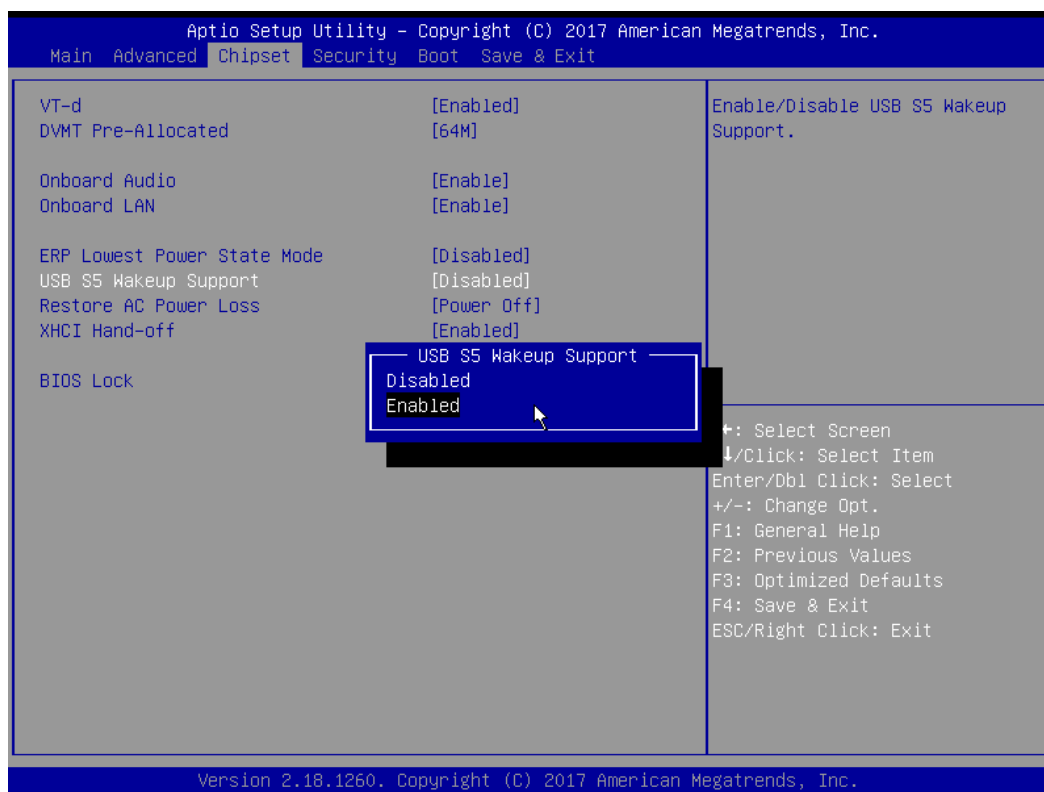 Aptio Setup Utility – Copyright (C) 2017 American Megatrends, Inc.
Main Advanced Chipset Security Boot Save & Exit
VT-d [Enabled]
DVMT Pre-Allocated [64M]
Onboard Audio [Enable]
Onboard LAN [Enable]
ERP Lowest Power State Mode [Disabled]
USB S5 Wakeup Support [Disabled]
Restore AC Power Loss [Power Off]
XHCI Hand-off [Enabled]
BIOS Lock
USB S5 Wakeup Support
Disabled
Enabled
Enable/Disable USB S5 Wakeup
Support.
: Select Screen
↓/Click: Select Item
Enter/Dbl Click: Select
+/-: Change Opt.
F1: General Help
F2: Previous Values
F3: Optimized Defaults
F4: Save & Exit
ESC/Right Click: Exit
Version 2.18.1260. Copyright (C) 2017 American Megatrends, Inc.